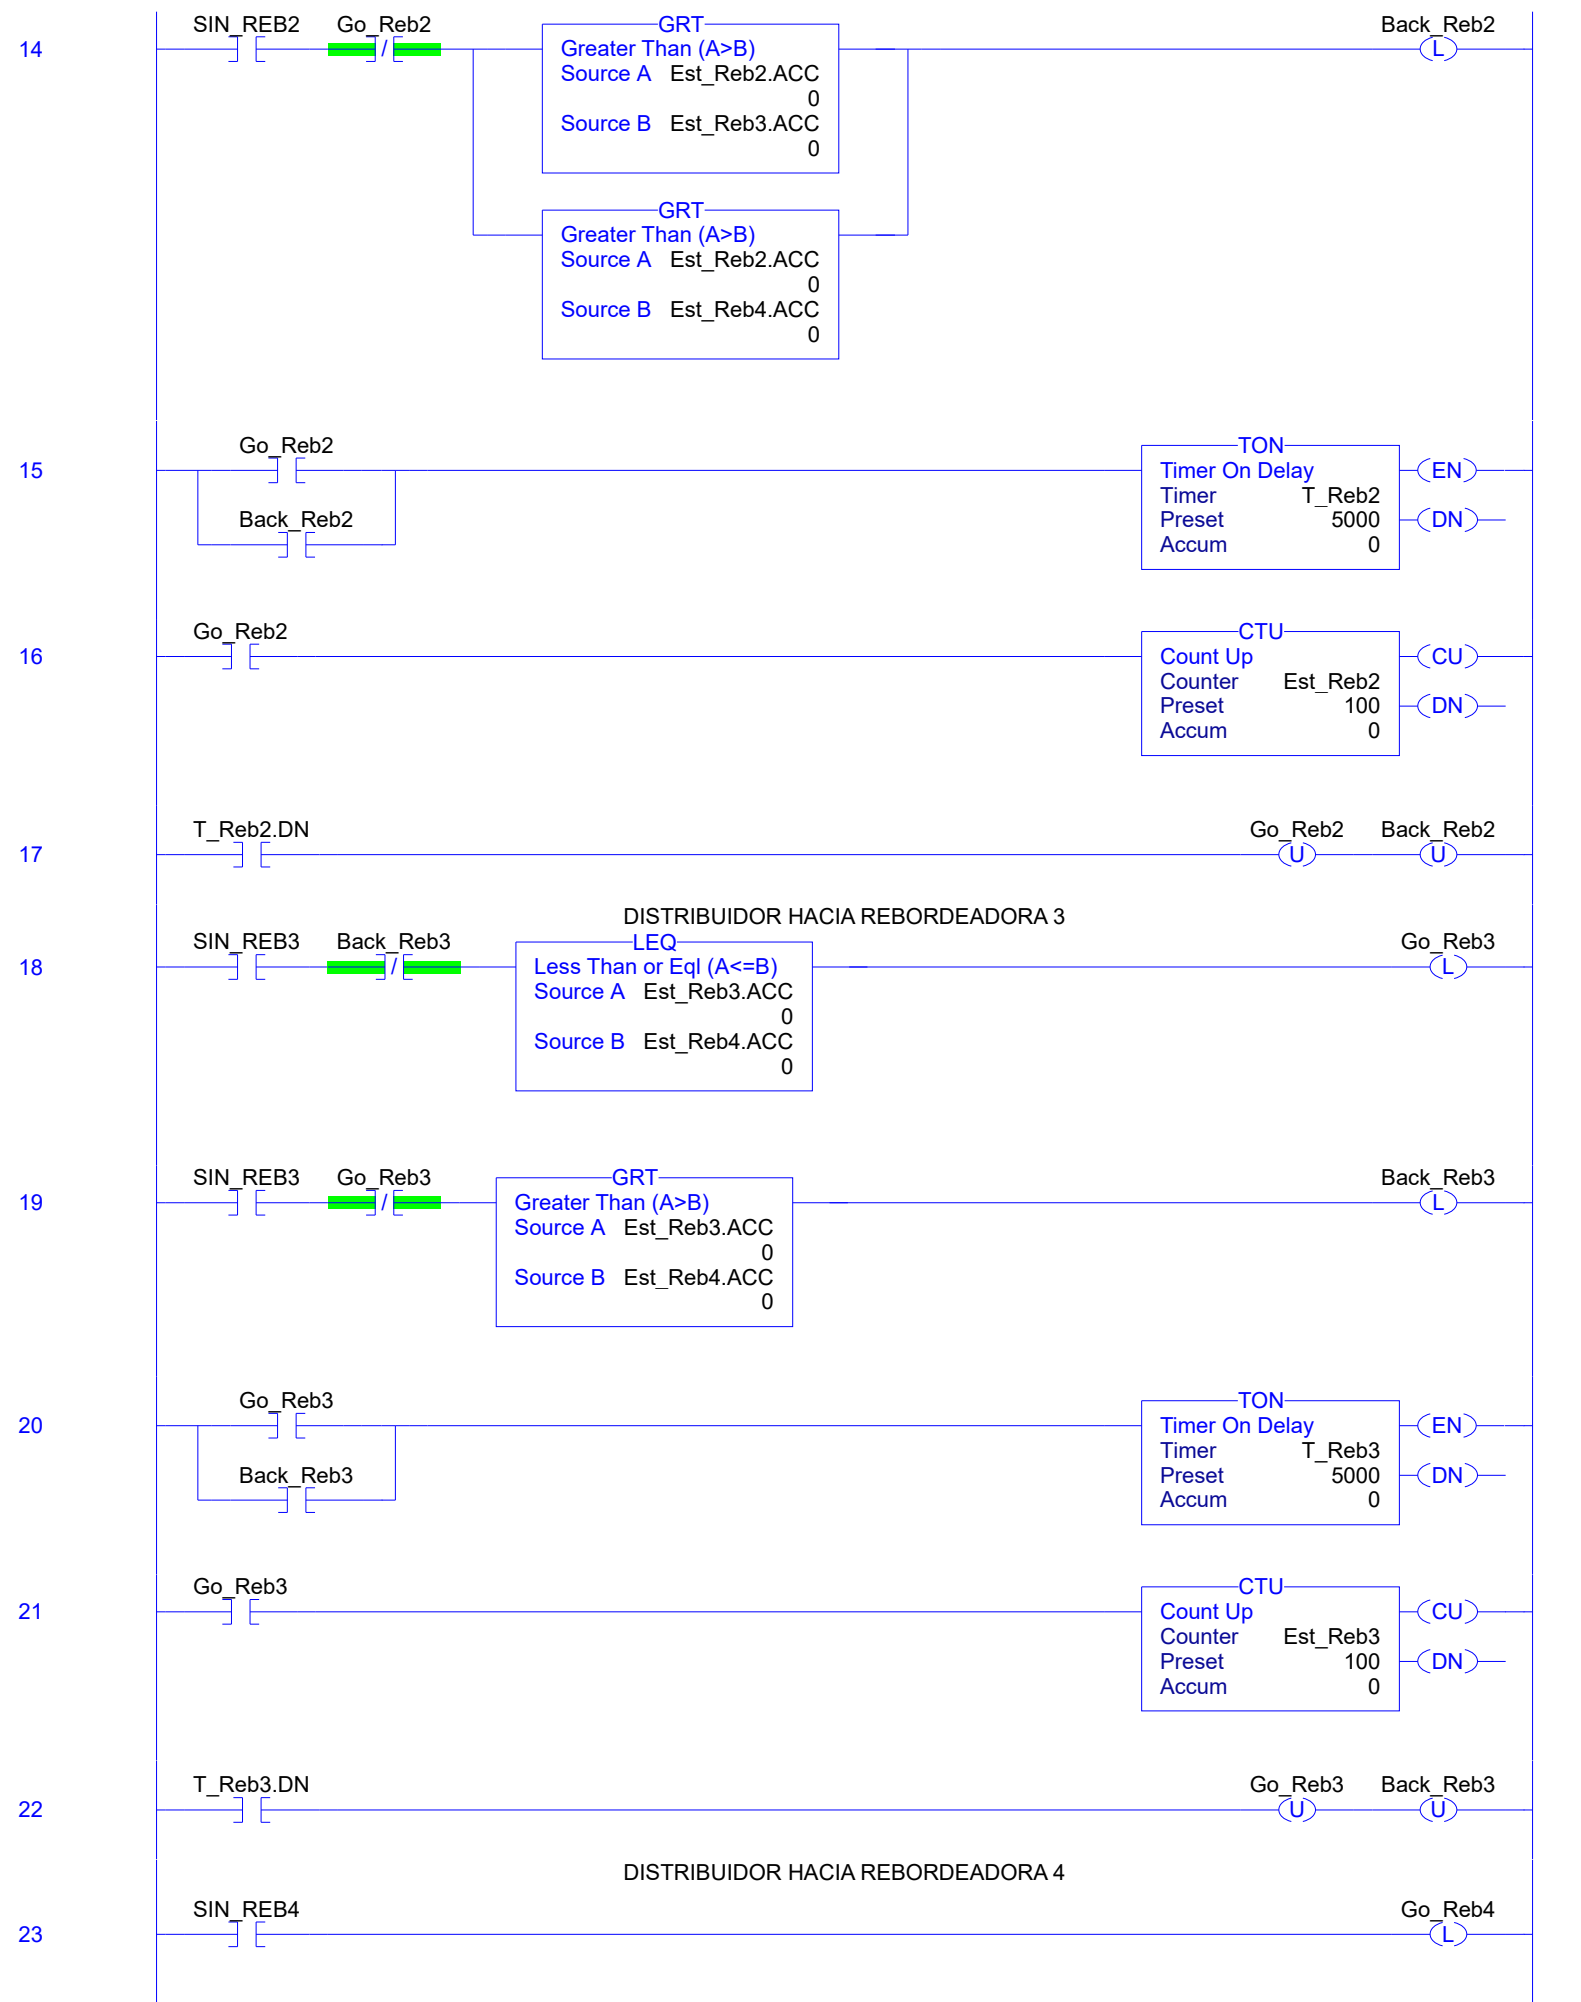 SIN_REB2 Go_Reb2 GRT Back_Reb2
14 / Greater Than (A>B) L
Source A Est_Reb2.ACC
0
Source B Est_Reb3.ACC
0
GRT
Greater Than (A>B)
Source A Est_Reb2.ACC
0
Source B Est_Reb4.ACC
0
Go_Reb2 TON
15 Timer On Delay EN
Timer T_Reb2
Back_Reb2 Preset 5000 DN
Accum 0
Go_Reb2 CTU
16 Count Up CU
Counter Est_Reb2
Preset 100 DN
Accum 0
T_Reb2.DN Go_Reb2 Back_Reb2
17 U U
DISTRIBUIDOR HACIA REBORDEADORA 3
SIN_REB3 Back_Reb3 LEQ Go_Reb3
18 / Less Than or Eql (A<=B) L
Source A Est_Reb3.ACC
0
Source B Est_Reb4.ACC
0
SIN_REB3 Go_Reb3 GRT Back_Reb3
19 / Greater Than (A>B) L
Source A Est_Reb3.ACC
0
Source B Est_Reb4.ACC
0
Go_Reb3 TON
20 Timer On Delay EN
Timer T_Reb3
Back_Reb3 Preset 5000 DN
Accum 0
Go_Reb3 CTU
21 Count Up CU
Counter Est_Reb3
Preset 100 DN
Accum 0
T_Reb3.DN Go_Reb3 Back_Reb3
22 U U
DISTRIBUIDOR HACIA REBORDEADORA 4
SIN_REB4 Go_Reb4
23 L